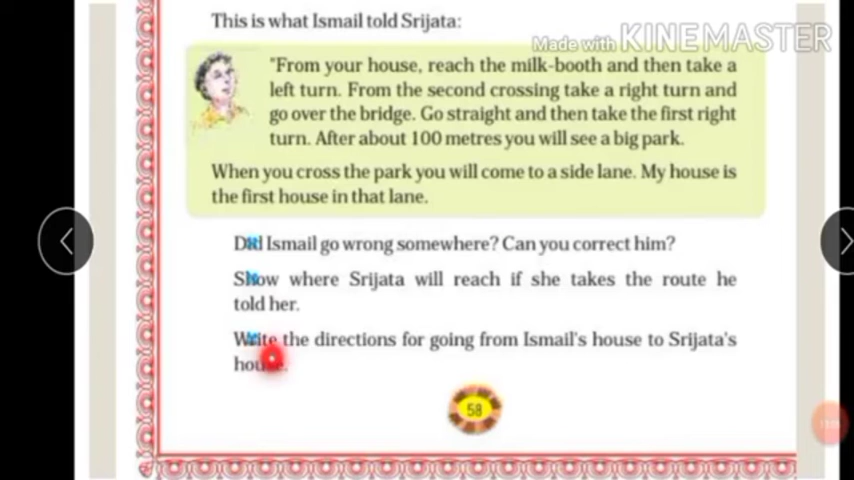 This is what Ismail told Srijata:
Made with KINEMASTER
"From your house, reach the milk-booth and then take a
left turn. From the second crossing take a right turn and
go over the bridge. Go straight and then take the first right
turn. After about 100 metres you will see a big park.
When you cross the park you will come to a side lane. My house is
the first house in that lane.
Did Ismail go wrong somewhere? Can you correct him?
Show where Srijata will reach if she takes the route he
told her.
Write the directions for going from Ismail's house to Srijata's
house.
58